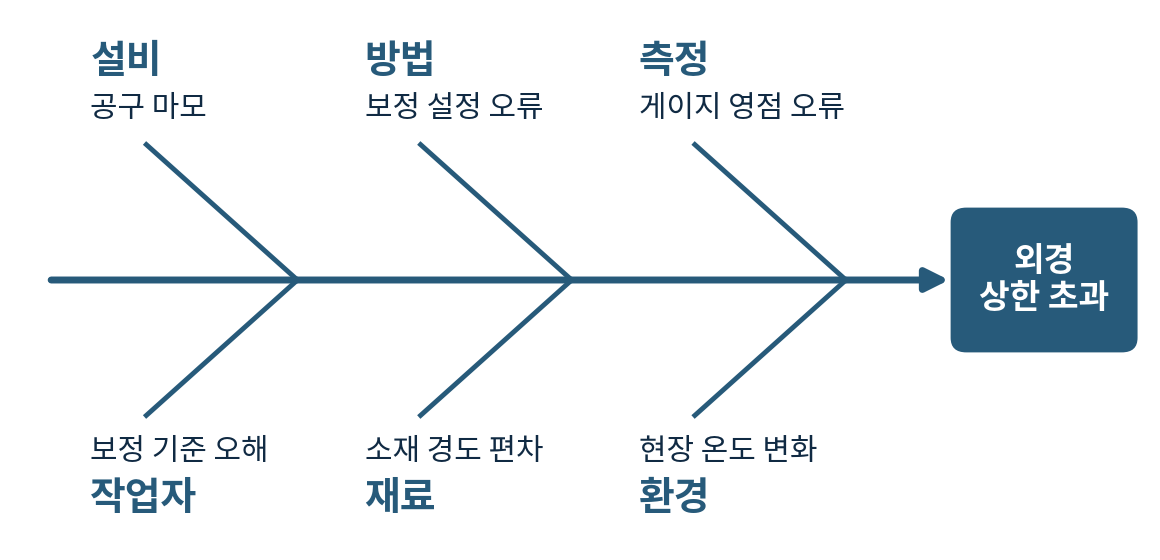 설비
공구 마모
방법
보정 설정 오류
측정
게이지 영점 오류
외경
상한 초과
보정 기준 오해
작업자
소재 경도 편차
재료
현장 온도 변화
환경